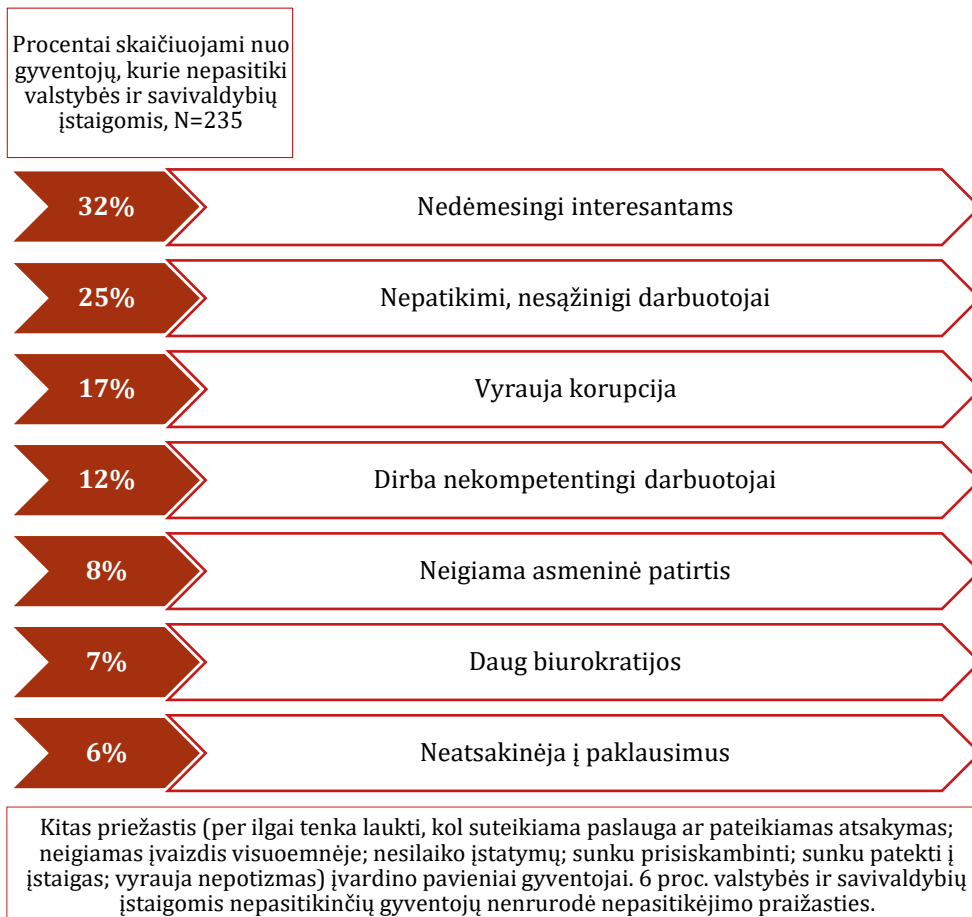 Procentai skaičiuojami nuo
gyventojų, kurie nepasitiki
valstybės ir savivaldybių
įstaigomis, N=235
32% Nedėmesingi interesantams
25% Nepatikimi, nesąžinigi darbuotojai
17% Vyrauja korupcija
12% Dirba nekompetentingi darbuotojai
8% Neigiama asmeninė patirtis
7% Daug biurokratijos
6% Neatsakinėja į paklausimus
Kitas priežastis (per ilgai tenka laukti, kol suteikiama paslauga ar pateikiamas atsakymas;
neigiamas įvaizdis visuoemnėje; nesilaiko įstatymų; sunku prisiskambinti; sunku patekti į
įstaigas; vyrauja nepotizmas) įvardino pavieniai gyventojai. 6 proc. valstybės ir savivaldybių
įstaigomis nepasitikinčių gyventojų nenrurodė nepasitikėjimo praižasties.